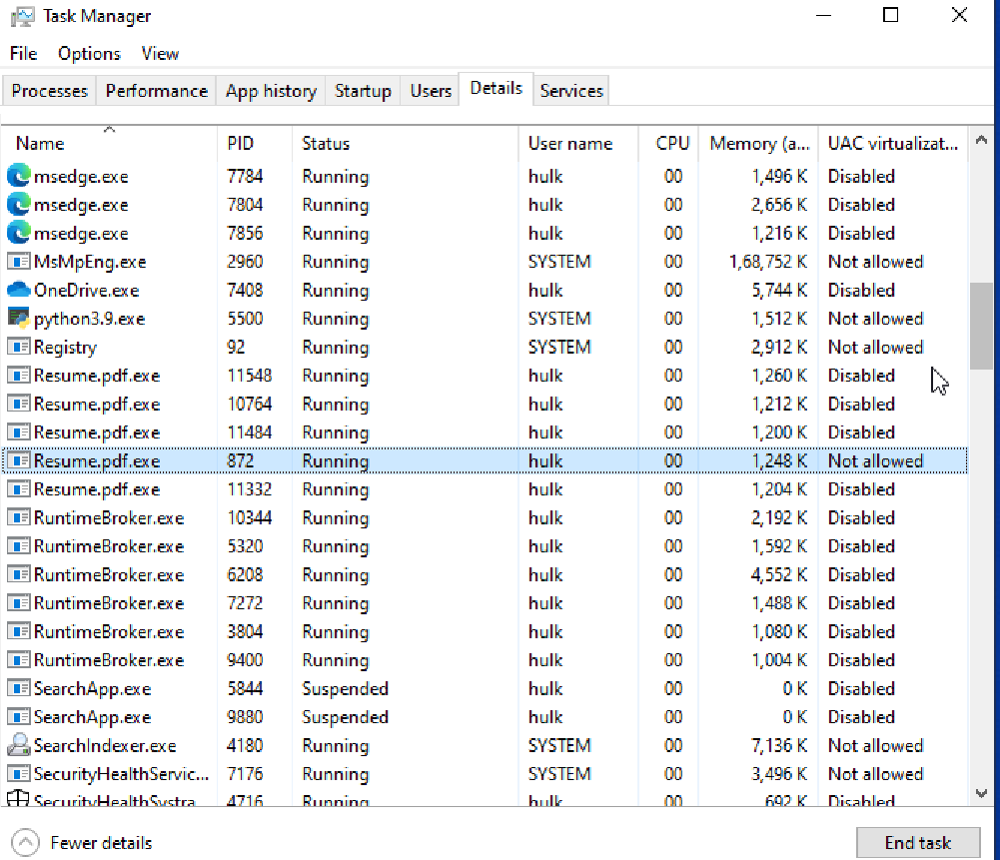 Task Manager
File Options View
Processes Performance App history Startup Users Details Services
Name PID Status User name CPU Memory (a... UAC virtualizat...
msedge.exe 7784 Running hulk 00 1,496 K Disabled
msedge.exe 7804 Running hulk 00 2,656 K Disabled
msedge.exe 7856 Running hulk 00 1,216 K Disabled
MsMpEng.exe 2960 Running SYSTEM 00 1,68,752 K Not allowed
OneDrive.exe 7408 Running hulk 00 5,744 K Disabled
python3.9.exe 5500 Running SYSTEM 00 1,512 K Not allowed
Registry 92 Running SYSTEM 00 2,912 K Not allowed
Resume.pdf.exe 11548 Running hulk 00 1,260 K Disabled
Resume.pdf.exe 10764 Running hulk 00 1,212 K Disabled
Resume.pdf.exe 11484 Running hulk 00 1,200 K Disabled
Resume.pdf.exe 872 Running hulk 00 1,248 K Not allowed
Resume.pdf.exe 11332 Running hulk 00 1,204 K Disabled
RuntimeBroker.exe 10344 Running hulk 00 2,192 K Disabled
RuntimeBroker.exe 5320 Running hulk 00 1,592 K Disabled
RuntimeBroker.exe 6208 Running hulk 00 4,552 K Disabled
RuntimeBroker.exe 7272 Running hulk 00 1,488 K Disabled
RuntimeBroker.exe 3804 Running hulk 00 1,080 K Disabled
RuntimeBroker.exe 9400 Running hulk 00 1,004 K Disabled
SearchApp.exe 5844 Suspended hulk 00 0 K Disabled
SearchApp.exe 9880 Suspended hulk 00 0 K Disabled
SearchIndexer.exe 4180 Running SYSTEM 00 7,136 K Not allowed
SecurityHealthServic... 7176 Running SYSTEM 00 3,496 K Not allowed
SecurityHealthSystra 4716 Running hulk 00 692 K Disabled
Fewer details End task